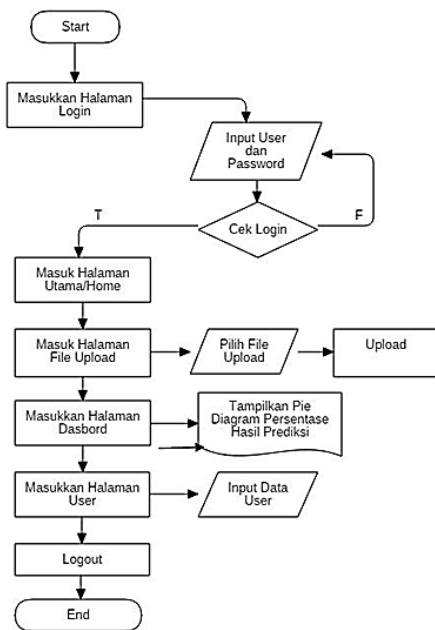 Start
Masukkan Halaman
Login
Input User
dan
Password
T
Cek Login
F
Masuk Halaman
Utama/Home
Masuk Halaman
File Upload
Pilih File
Upload
Upload
Masukkan Halaman
Dasbord
Tampilkan Pie
Diagram Persentase
Hasil Prediksi
Masukkan Halaman
User
Input Data
User
Logout
End